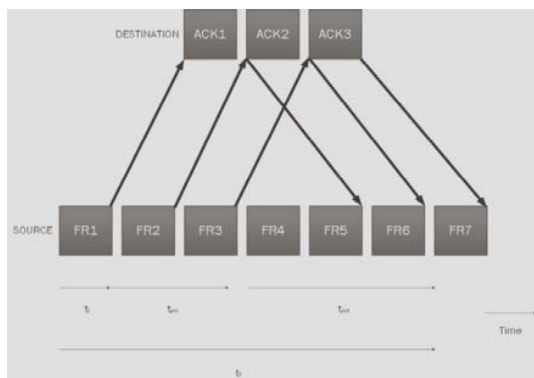 DESTINATION ACK1 ACK2 ACK3
SOURCE FR1 FR2 FR3 FR4 FR5 FR6 FR7
Time